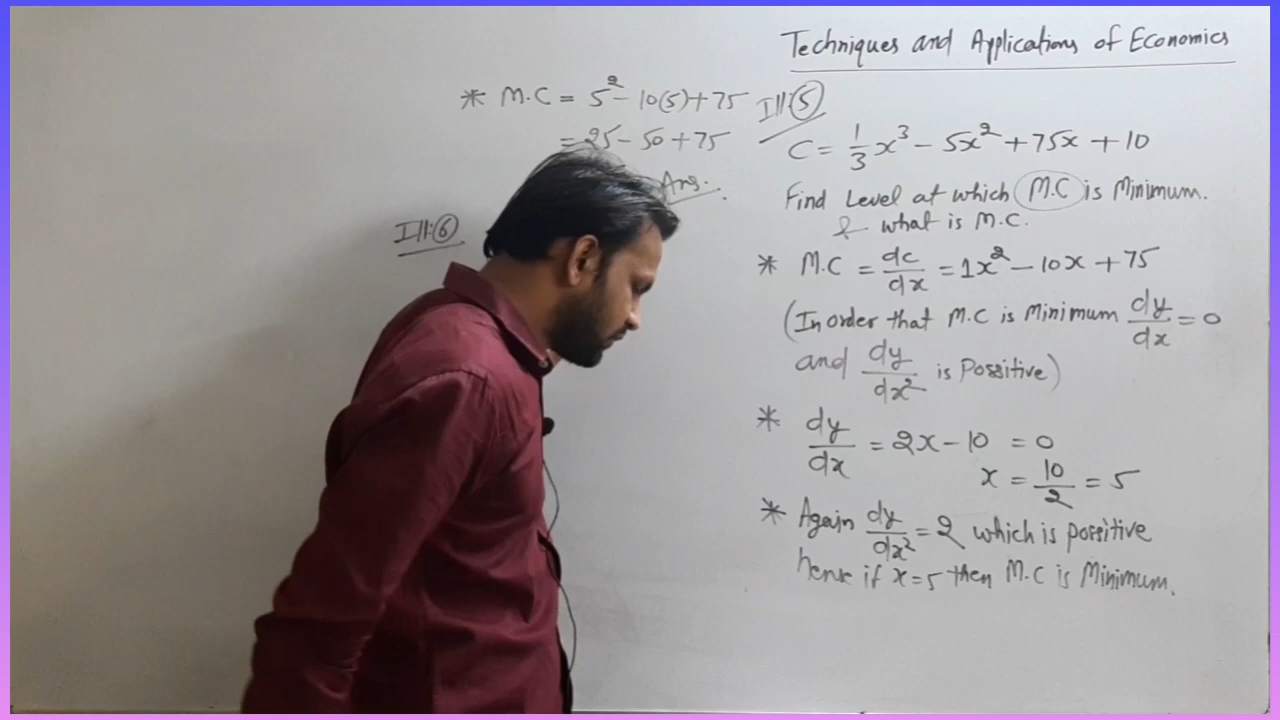 Techniques and Applications of Economics
Ill:⑤
C = 1/3 x³ - 5x² + 75x + 10
Find Level at which M.C is Minimum.
& what is M.C.
* M.C = dc/dx = 1x² - 10x + 75
(In order that M.C is Minimum dy/dx = 0
and dy/dx² is Possitive)
* dy/dx = 2x - 10 = 0
x = 10/2 = 5
* Again dy/dx² = 2 which is possitive
hense if x = 5 then M.C is Minimum.
* M.C = 5² - 10(5) + 75
= 25 - 50 + 75
Ans.
Ill:⑥